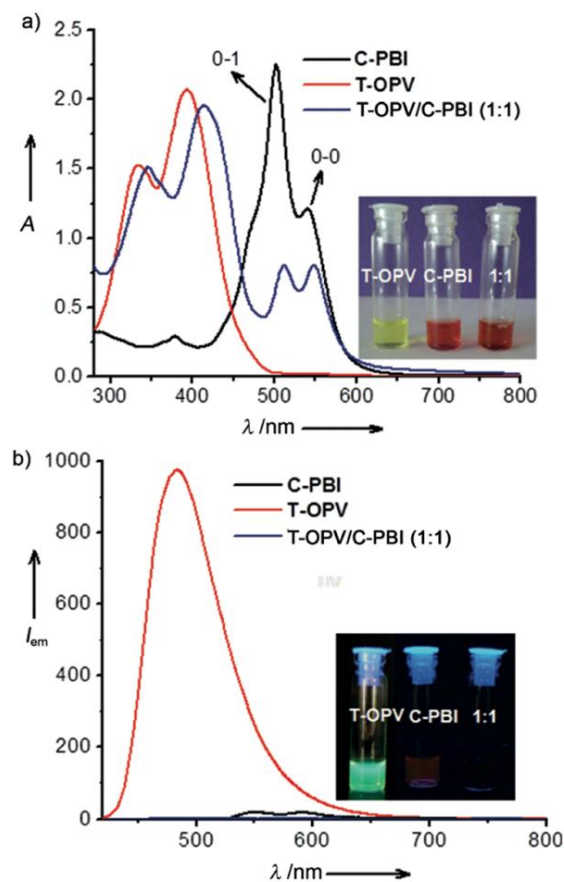 a)
2.5
2.0
1.5
1.0
0.5
0.0
A
0-1
0-0
C-PBI
T-OPV
T-OPV/C-PBI (1:1)
T-OPV C-PBI 1:1
300 400 500 600 700 800
λ /nm
b)
1000
800
600
400
200
0
Iem
C-PBI
T-OPV
T-OPV/C-PBI (1:1)
T-OPV C-PBI 1:1
500 600 700 800
λ /nm